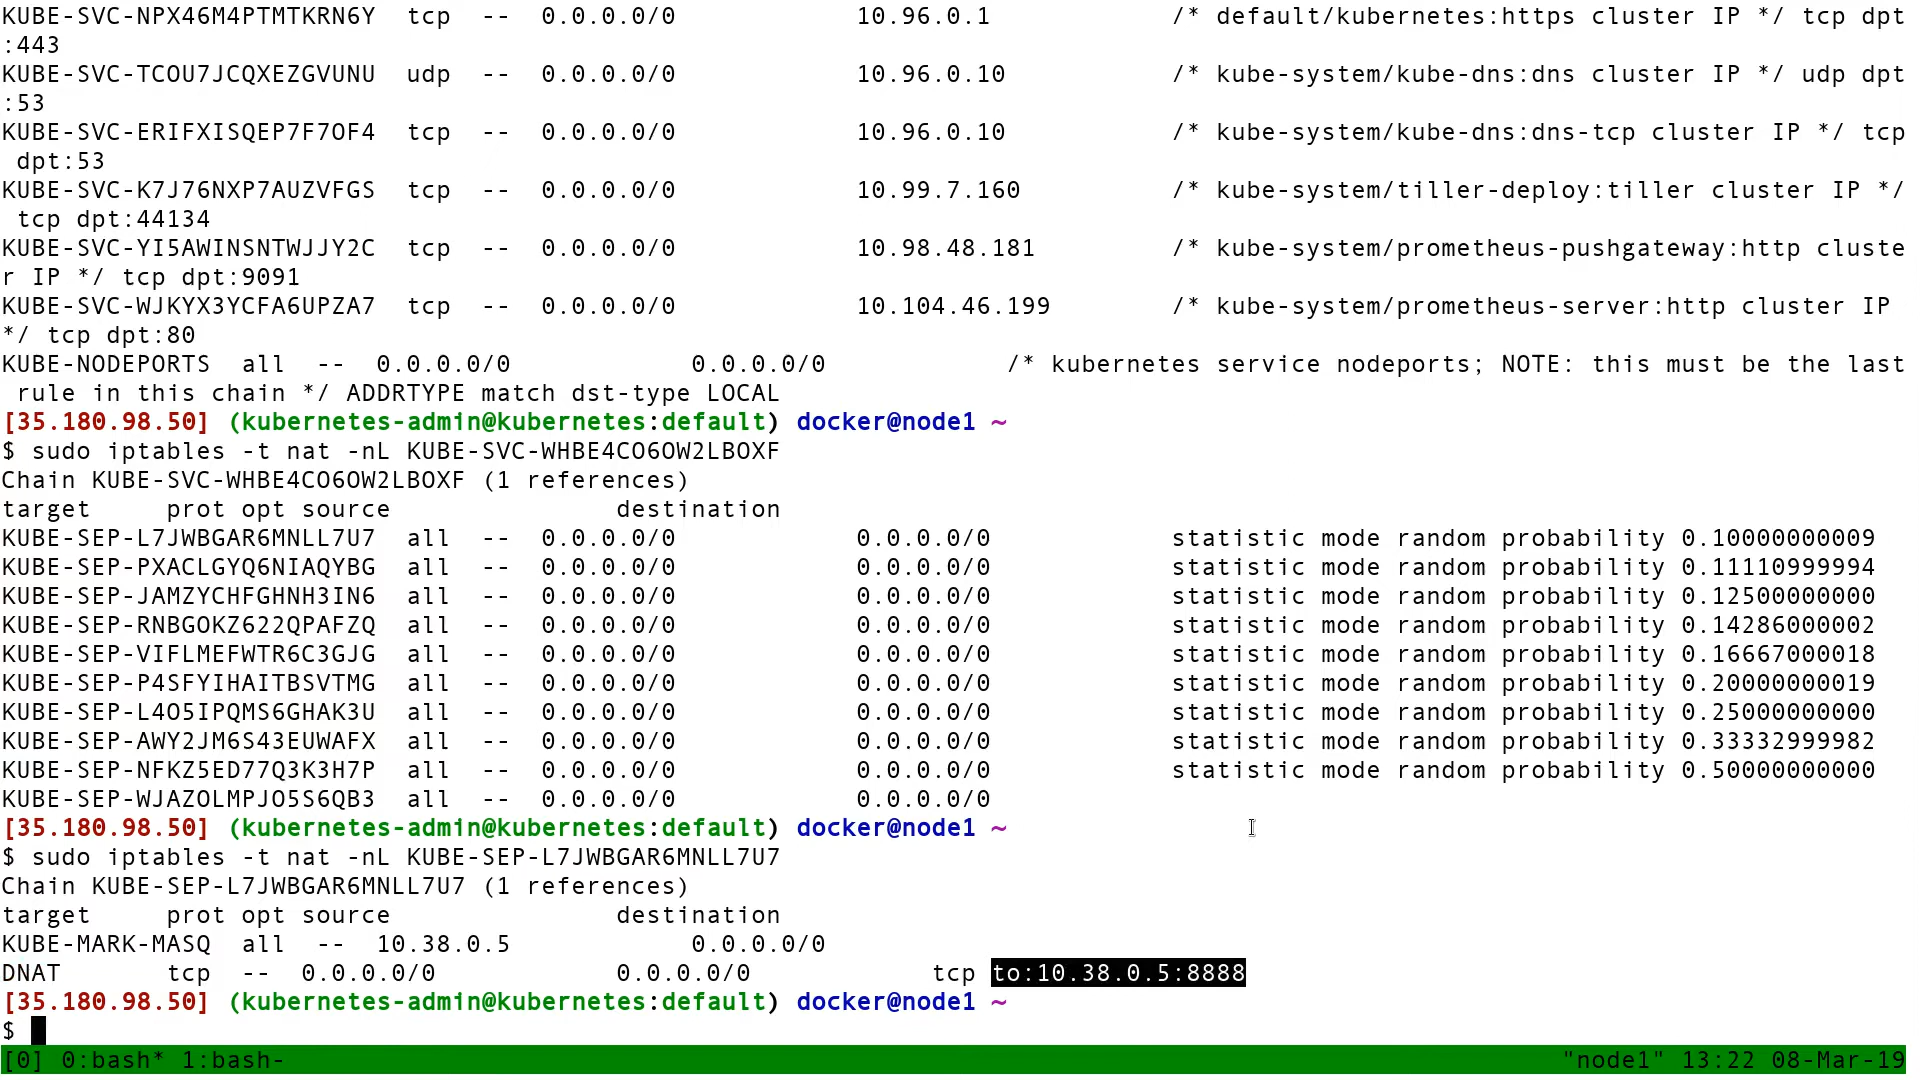 KUBE-SVC-NPX46M4PTMTKRN6Y  tcp  --  0.0.0.0/0            10.96.0.1            /* default/kubernetes:https cluster IP */ tcp dpt
:443
KUBE-SVC-TCOU7JCQXEZGVUNU  udp  --  0.0.0.0/0            10.96.0.10           /* kube-system/kube-dns:dns cluster IP */ udp dpt
:53
KUBE-SVC-ERIFXISQEP7F7OF4  tcp  --  0.0.0.0/0            10.96.0.10           /* kube-system/kube-dns:dns-tcp cluster IP */ tcp
 dpt:53
KUBE-SVC-K7J76NXP7AUZVFGS  tcp  --  0.0.0.0/0            10.99.7.160          /* kube-system/tiller-deploy:tiller cluster IP */
 tcp dpt:44134
KUBE-SVC-YI5AWINSNTWJJY2C  tcp  --  0.0.0.0/0            10.98.48.181         /* kube-system/prometheus-pushgateway:http cluste
r IP */ tcp dpt:9091
KUBE-SVC-WJKYX3YCFA6UPZA7  tcp  --  0.0.0.0/0            10.104.46.199        /* kube-system/prometheus-server:http cluster IP
*/ tcp dpt:80
KUBE-NODEPORTS  all  --  0.0.0.0/0            0.0.0.0/0            /* kubernetes service nodeports; NOTE: this must be the last
 rule in this chain */ ADDRTYPE match dst-type LOCAL
[35.180.98.50] (kubernetes-admin@kubernetes:default) docker@node1 ~
$ sudo iptables -t nat -nL KUBE-SVC-WHBE4CO6OW2LBOXF
Chain KUBE-SVC-WHBE4CO6OW2LBOXF (1 references)
target     prot opt source               destination
KUBE-SEP-L7JWBGAR6MNLL7U7  all  --  0.0.0.0/0            0.0.0.0/0            statistic mode random probability 0.10000000009
KUBE-SEP-PXACLGYQ6NIAQYBG  all  --  0.0.0.0/0            0.0.0.0/0            statistic mode random probability 0.11110999994
KUBE-SEP-JAMZYCHFGHNH3IN6  all  --  0.0.0.0/0            0.0.0.0/0            statistic mode random probability 0.12500000000
KUBE-SEP-RNBGOKZ622QPAFZQ  all  --  0.0.0.0/0            0.0.0.0/0            statistic mode random probability 0.14286000002
KUBE-SEP-VIFLMEFWTR6C3GJG  all  --  0.0.0.0/0            0.0.0.0/0            statistic mode random probability 0.16667000018
KUBE-SEP-P4SFYIHAITBSVTMG  all  --  0.0.0.0/0            0.0.0.0/0            statistic mode random probability 0.20000000019
KUBE-SEP-L4O5IPQMS6GHAK3U  all  --  0.0.0.0/0            0.0.0.0/0            statistic mode random probability 0.25000000000
KUBE-SEP-AWY2JM6S43EUWAFX  all  --  0.0.0.0/0            0.0.0.0/0            statistic mode random probability 0.33332999982
KUBE-SEP-NFKZ5ED77Q3K3H7P  all  --  0.0.0.0/0            0.0.0.0/0            statistic mode random probability 0.50000000000
KUBE-SEP-WJAZOLMPJO5S6QB3  all  --  0.0.0.0/0            0.0.0.0/0
[35.180.98.50] (kubernetes-admin@kubernetes:default) docker@node1 ~
$ sudo iptables -t nat -nL KUBE-SEP-L7JWBGAR6MNLL7U7
Chain KUBE-SEP-L7JWBGAR6MNLL7U7 (1 references)
target     prot opt source               destination
KUBE-MARK-MASQ  all  --  10.38.0.5            0.0.0.0/0
DNAT       tcp  --  0.0.0.0/0            0.0.0.0/0            tcp to:10.38.0.5:8888
[35.180.98.50] (kubernetes-admin@kubernetes:default) docker@node1 ~
$
[0] 0:bash* 1:bash- "node1" 13:22 08-Mar-19